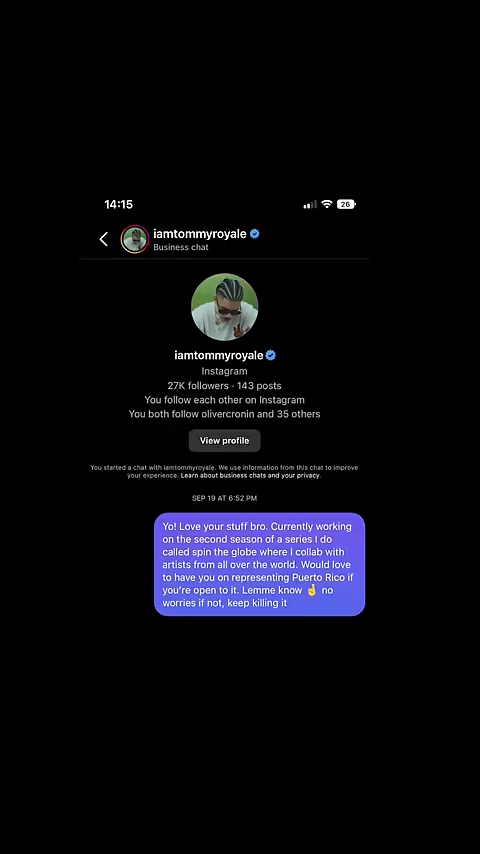 14:15
26
iamtommyroyale
Business chat
iamtommyroyale
Instagram
27K followers · 143 posts
You follow each other on Instagram
You both follow olivercronin and 35 others
View profile
You started a chat with iamtommyroyale. We use information from this chat to improve
your experience. Learn about business chats and your privacy.
SEP 19 AT 6:52 PM
Yo! Love your stuff bro. Currently working
on the second season of a series I do
called spin the globe where I collab with
artists from all over the world. Would love
to have you on representing Puerto Rico if
you're open to it. Lemme know 🤞 no
worries if not, keep killing it